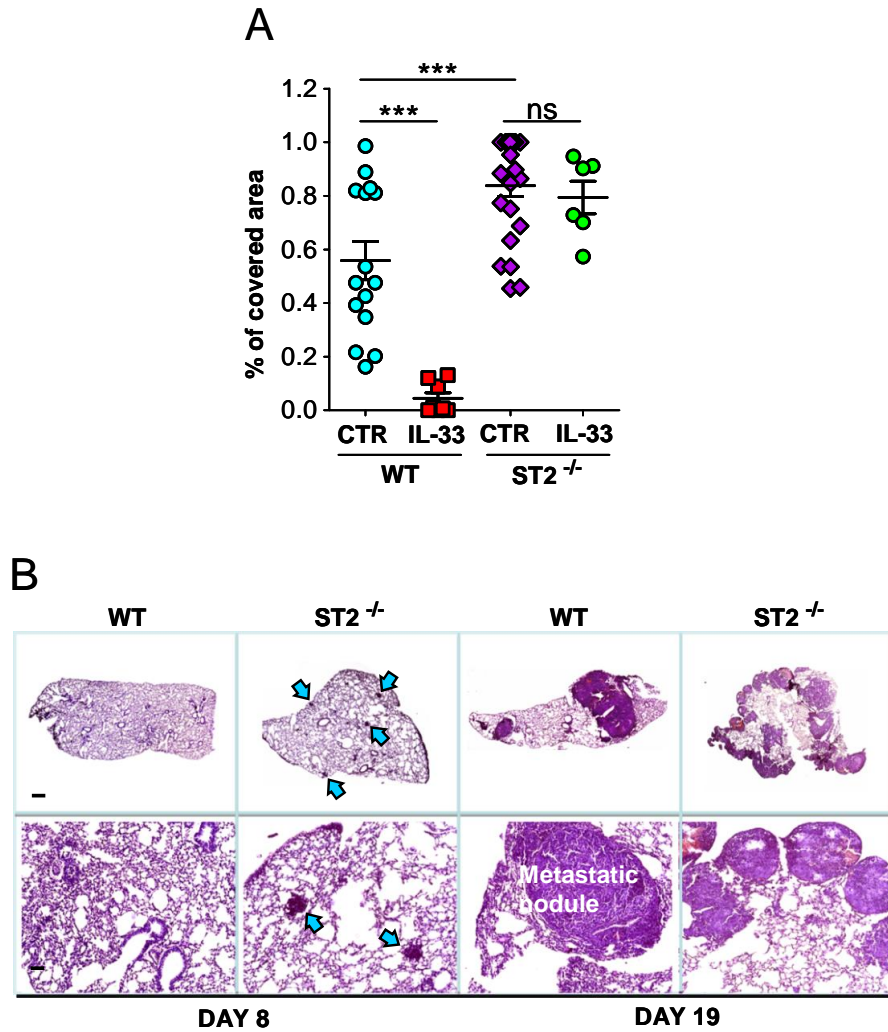 A
***
*** ns
1.2
1.0
0.8
0.6
0.4
0.2
0.0
% of covered area
CTR IL-33 CTR IL-33
WT ST2 -/-
B
WT ST2 -/- WT ST2 -/-
Metastatic
nodule
DAY 8 DAY 19